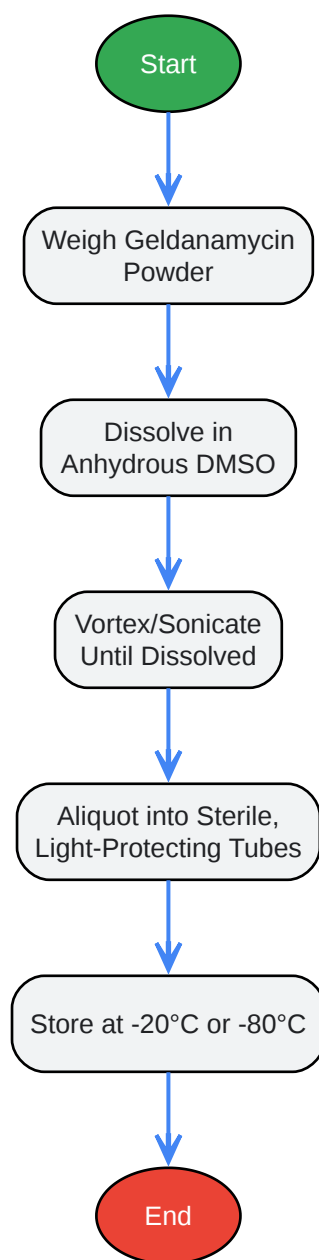 Start
Weigh Geldanamycin
Powder
Dissolve in
Anhydrous DMSO
Vortex/Sonicate
Until Dissolved
Aliquot into Sterile,
Light-Protecting Tubes
Store at -20°C or -80°C
End